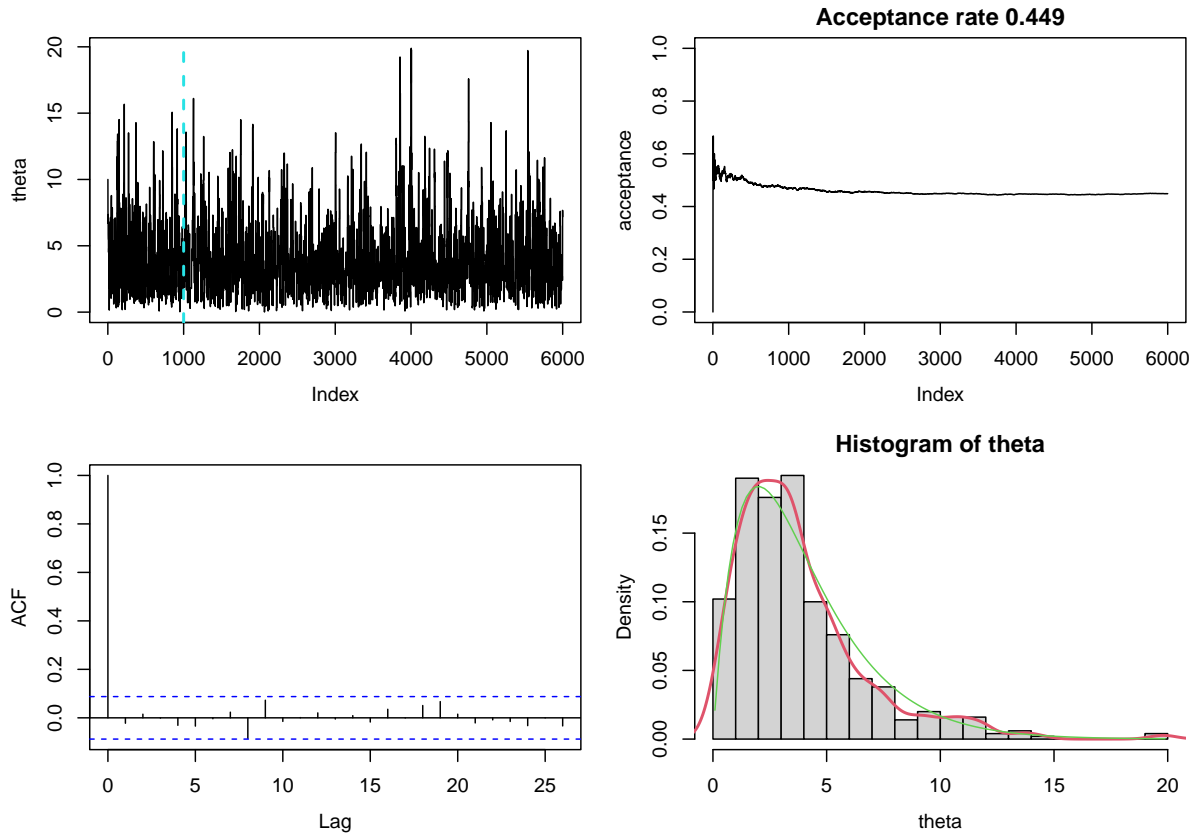 theta
20
15
10
5
0
0 1000 2000 3000 4000 5000 6000
Index
Acceptance rate 0.449
acceptance
1.0
0.8
0.6
0.4
0.2
0.0
0 1000 2000 3000 4000 5000 6000
Index
ACF
1.0
0.8
0.6
0.4
0.2
0.0
0 5 10 15 20 25
Lag
Histogram of theta
Density
0.15
0.10
0.05
0.00
0 5 10 15 20
theta